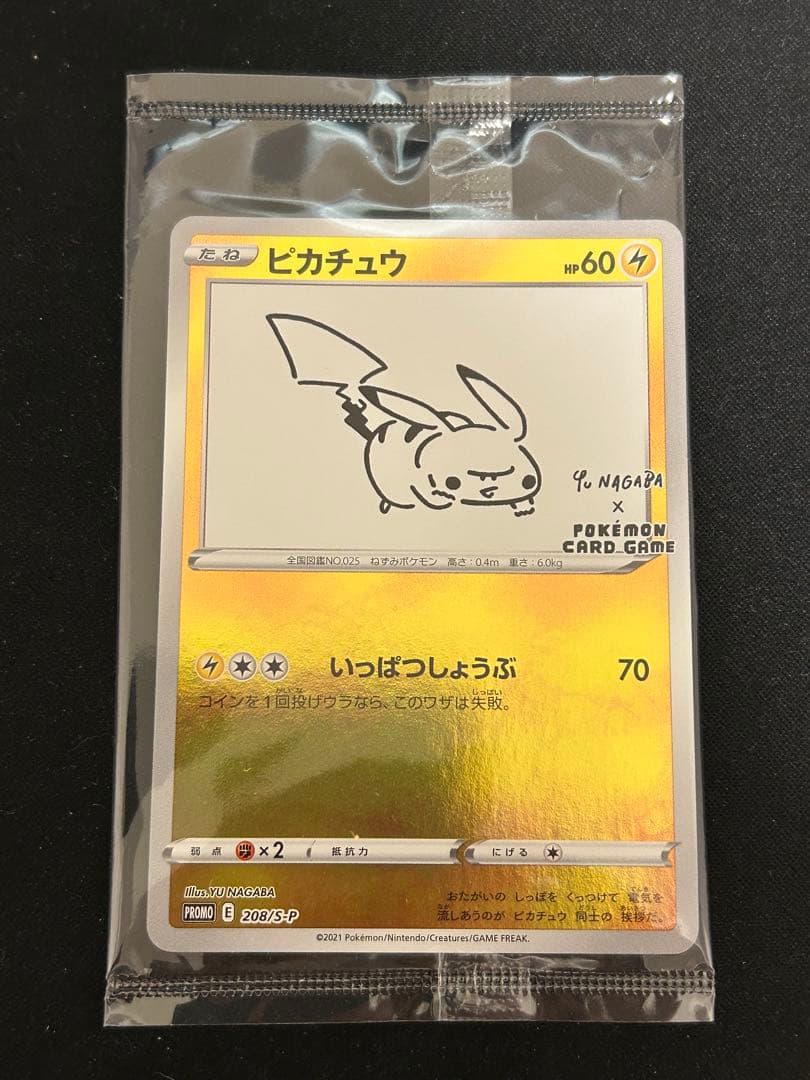 たね ピカチュウ HP60
YU NAGABA
×
POKÉMON
CARD GAME
全国図鑑NO.025 ねずみポケモン 高さ：0.4m 重さ：6.0kg
いっぱつしょうぶ 70
コインを1回投げウラなら、このワザは失敗。
弱点 ×2 抵抗力 にげる
Illus.YU NAGABA
PROMO E 208/S-P
おたがいの しっぽを くっつけて 電気を
流しあうのが ピカチュウ 同士の 挨拶だ。
©2021 Pokémon/Nintendo/Creatures/GAME FREAK.